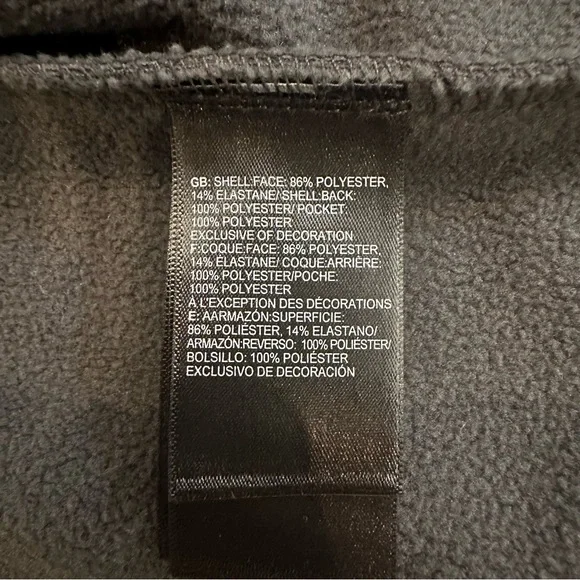 GB: SHELL:FACE: 86% POLYESTER,
14% ELASTANE/ SHELL:BACK:
100% POLYESTER/ POCKET:
100% POLYESTER
EXCLUSIVE OF DECORATION
F:COQUE:FACE: 86% POLYESTER,
14% ÉLASTANE/ COQUE:ARRIÈRE:
100% POLYESTER/POCHE:
100% POLYESTER
À L'EXCEPTION DES DÉCORATIONS
E: AARMAZÓN:SUPERFICIE:
86% POLIÉSTER, 14% ELASTANO/
ARMAZÓN:REVERSO: 100% POLIÉSTER/
BOLSILLO: 100% POLIÉSTER
EXCLUSIVO DE DECORACIÓN